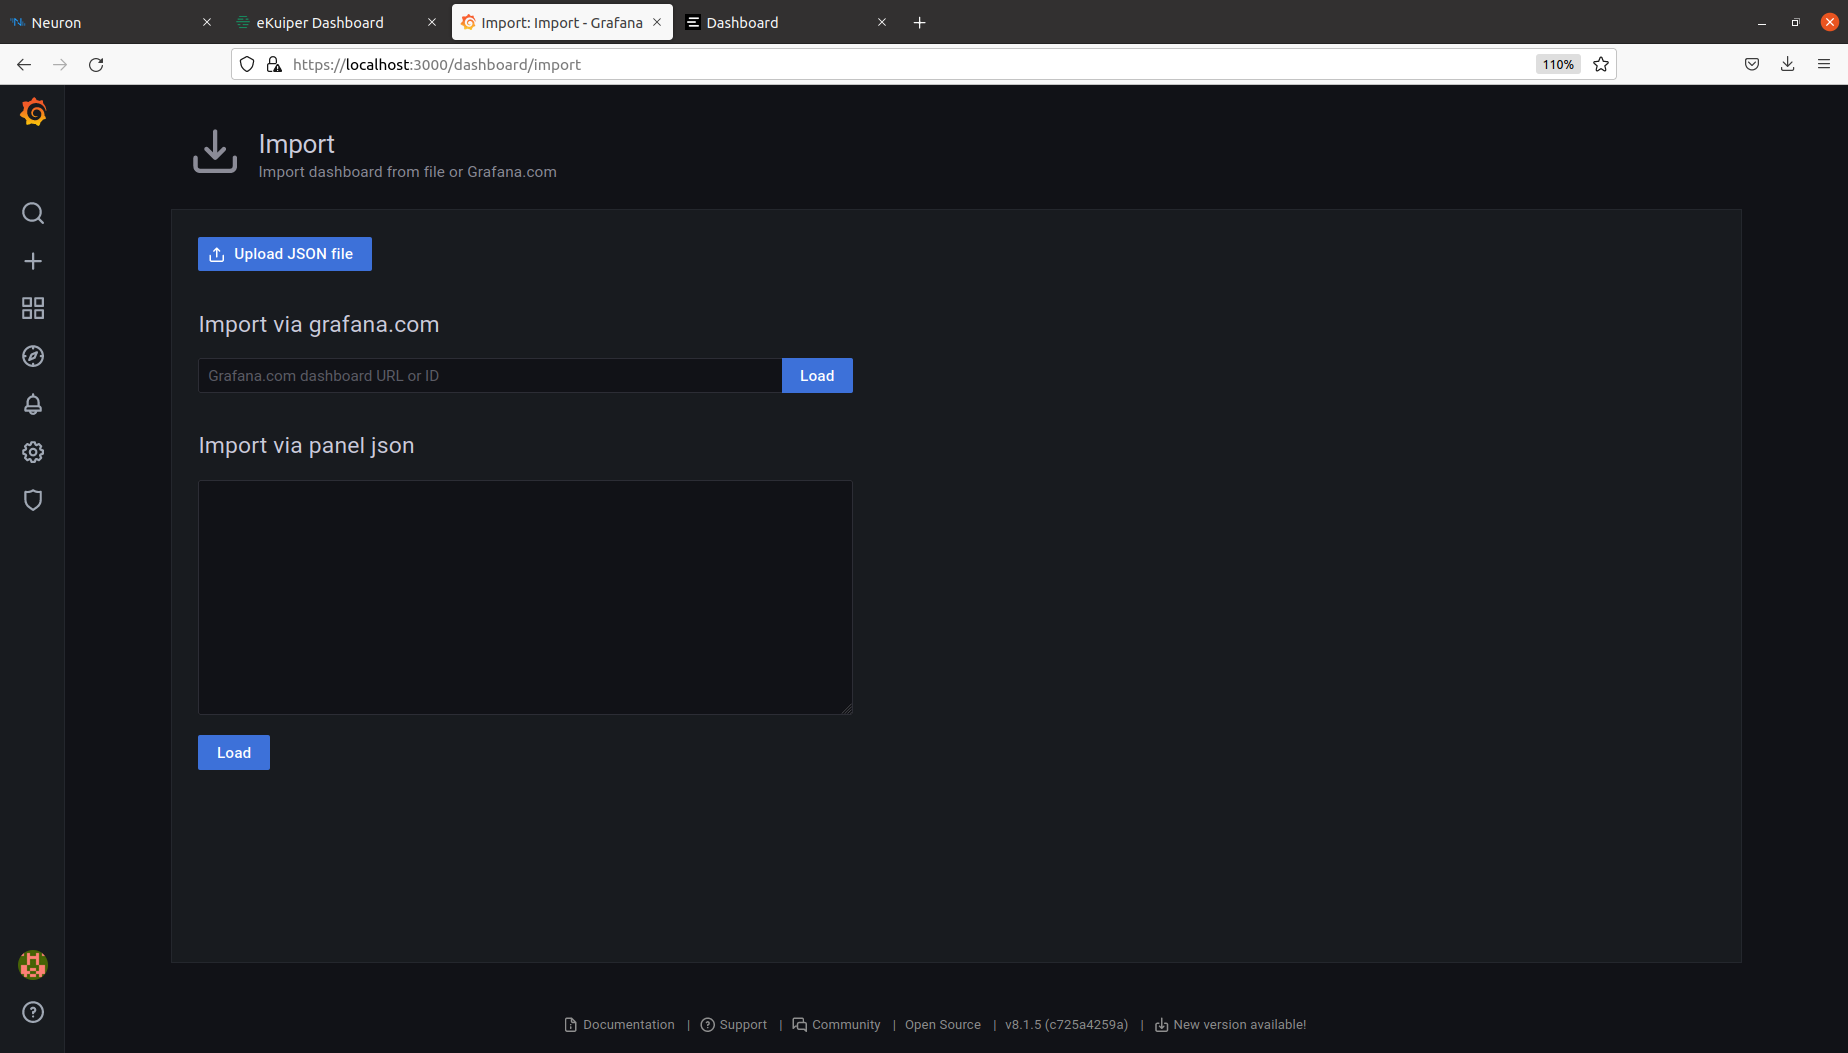 Neuron
eKuiper Dashboard
Import: Import - Grafana
Dashboard
https://localhost:3000/dashboard/import
110%
Import
Import dashboard from file or Grafana.com
Upload JSON file
Import via grafana.com
Grafana.com dashboard URL or ID
Load
Import via panel json
Load
Documentation | Support | Community | Open Source | v8.1.5 (c725a4259a) | New version available!